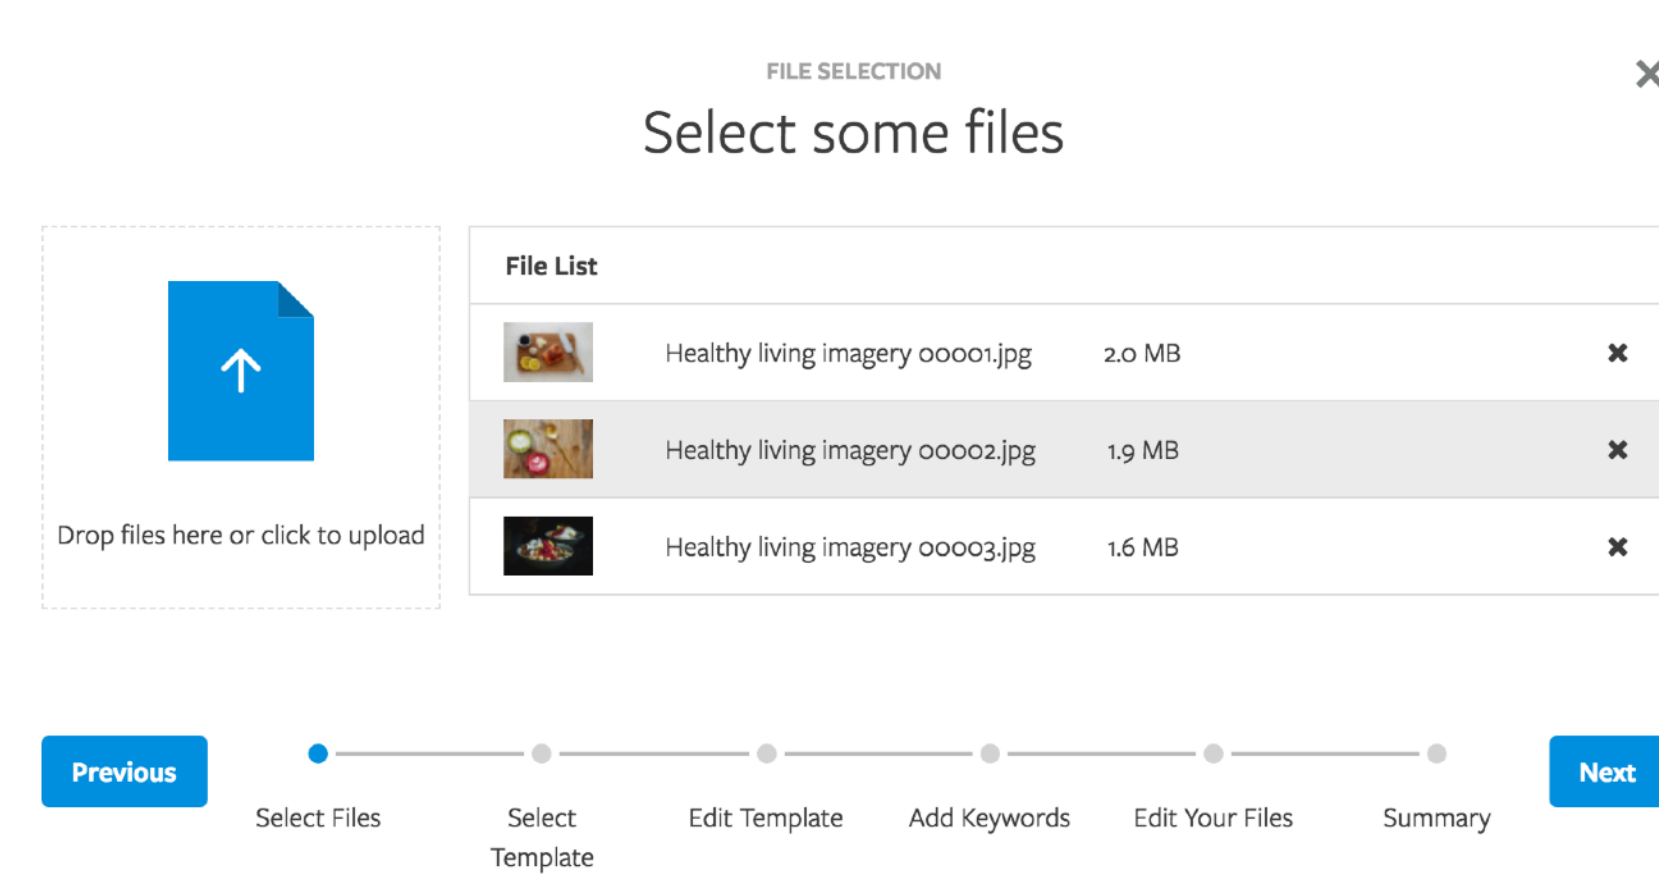 FILE SELECTION
Select some files
File List
Healthy living imagery 00001.jpg 2.0 MB
Healthy living imagery 00002.jpg 1.9 MB
Healthy living imagery 00003.jpg 1.6 MB
Drop files here or click to upload
Previous
Next
Select Files
Select
Template
Edit Template
Add Keywords
Edit Your Files
Summary